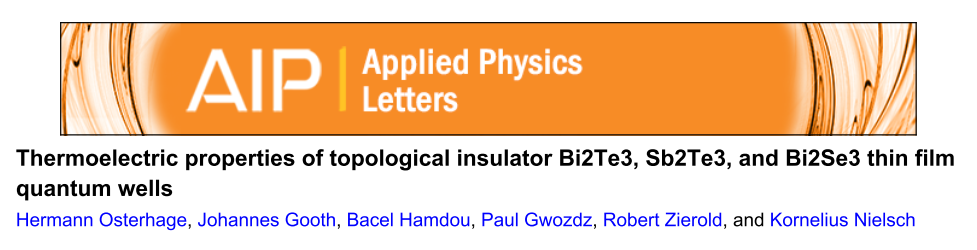 AIP
Applied Physics
Letters
Thermoelectric properties of topological insulator Bi2Te3, Sb2Te3, and Bi2Se3 thin film
quantum wells
Hermann Osterhage, Johannes Gooth, Bacel Hamdou, Paul Gwozdz, Robert Zierold, and Kornelius Nielsch